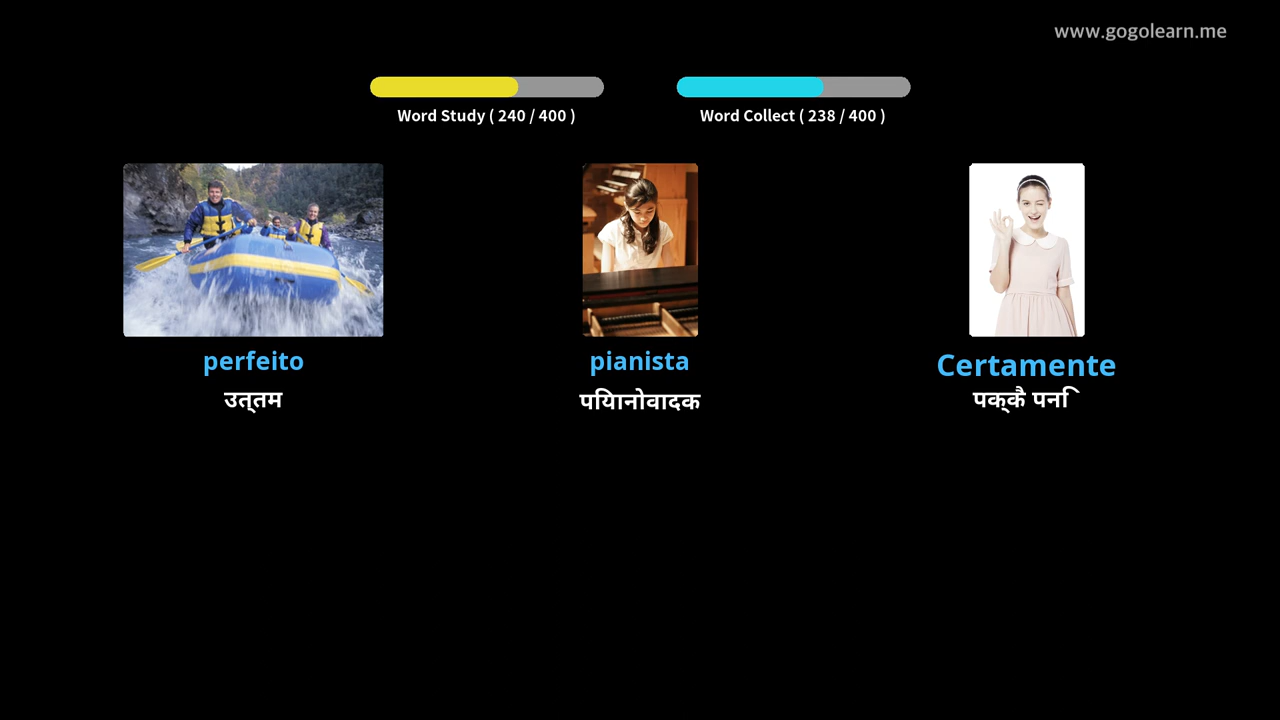 www.gogolearn.me
Word Study ( 240 / 400 )
Word Collect ( 238 / 400 )
perfeito
pianista
Certamente
उत्तम
पियानोवादक
पक्कै पनि